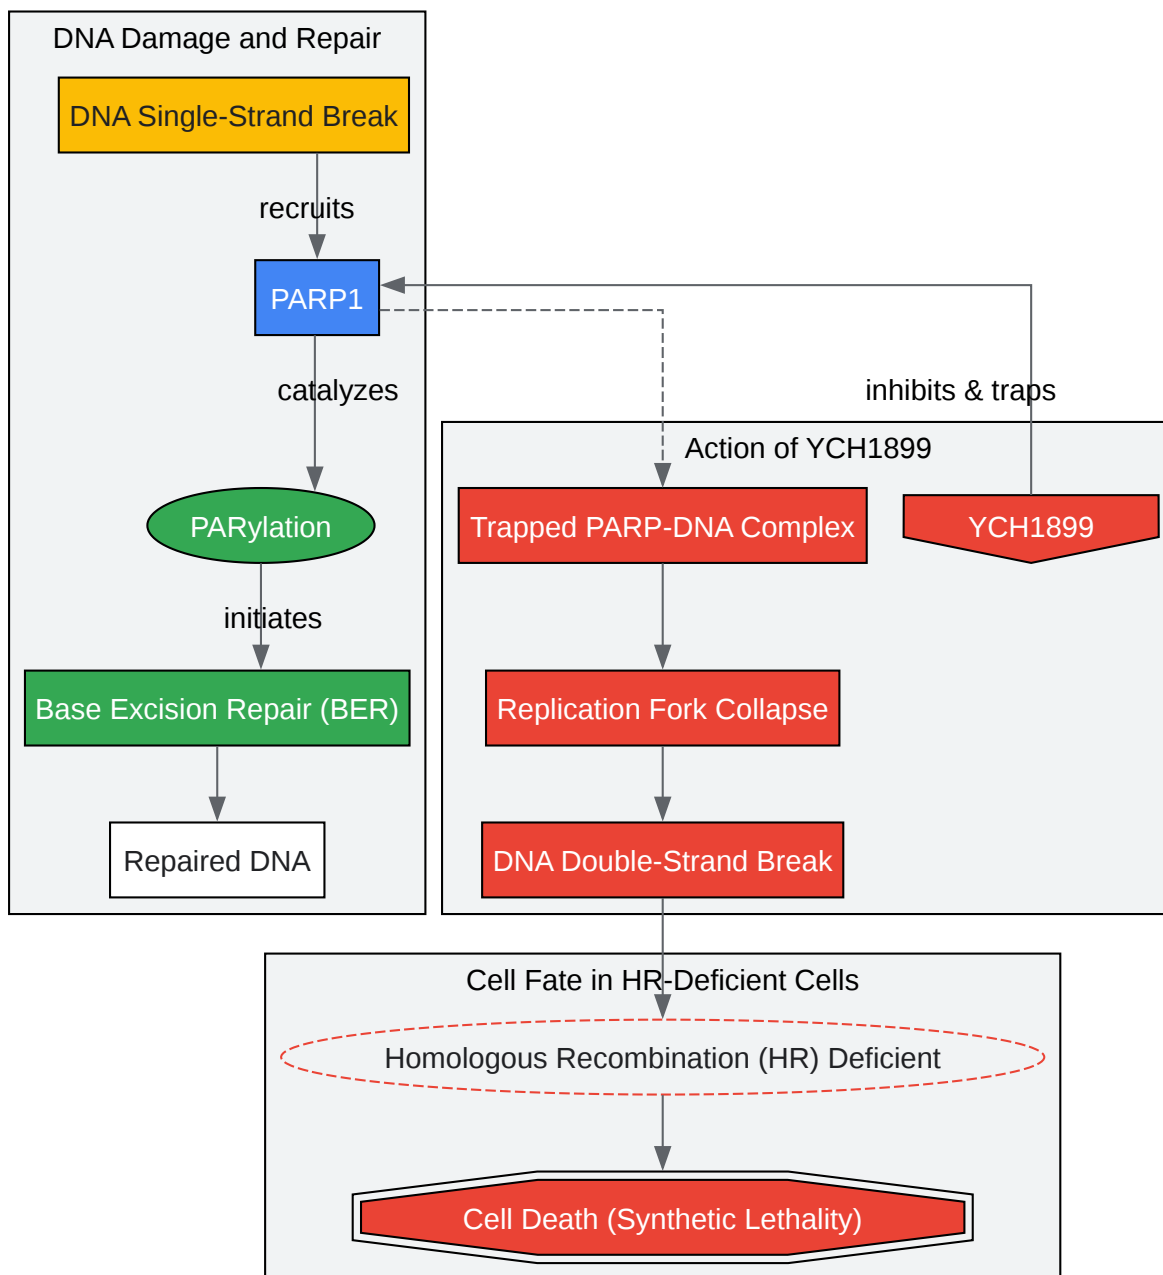 DNA Damage and Repair
DNA Single-Strand Break
recruits
PARP1
catalyzes
PARylation
initiates
Base Excision Repair (BER)
Repaired DNA
inhibits & traps
Action of YCH1899
Trapped PARP-DNA Complex
YCH1899
Replication Fork Collapse
DNA Double-Strand Break
Cell Fate in HR-Deficient Cells
Homologous Recombination (HR) Deficient
Cell Death (Synthetic Lethality)